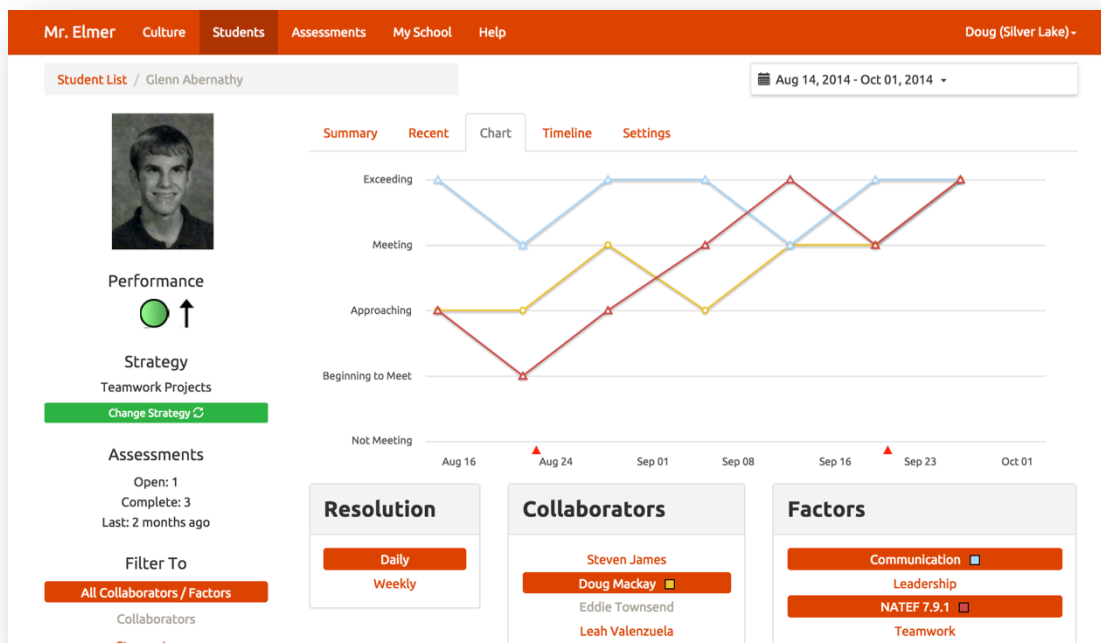 Mr. Elmer Culture Students Assessments My School Help Doug (Silver Lake)
Student List / Glenn Abernathy
Aug 14, 2014 - Oct 01, 2014
Summary Recent Chart Timeline Settings
Exceeding
Meeting
Approaching
Beginning to Meet
Not Meeting
Aug 16 Aug 24 Sep 01 Sep 08 Sep 16 Sep 23 Oct 01
Performance
Strategy
Teamwork Projects
Change Strategy
Assessments
Open: 1
Complete: 3
Last: 2 months ago
Filter To
All Collaborators / Factors
Collaborators
Resolution
Daily
Weekly
Collaborators
Steven James
Doug Mackay
Eddie Townsend
Leah Valenzuela
Factors
Communication
Leadership
NATEF 7.9.1
Teamwork